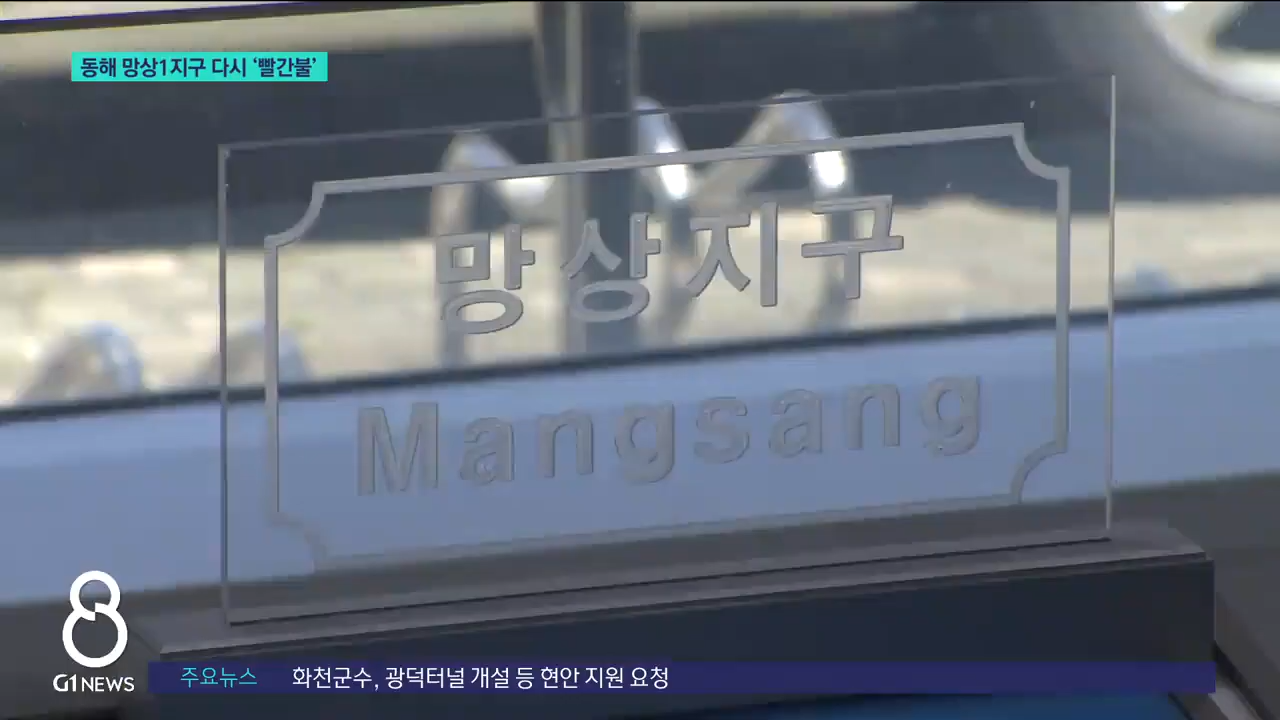 동해 망상1지구 다시 ‘빨간불’
망상지구
Mangsang
8
G1 NEWS
주요뉴스 화천군수, 광덕터널 개설 등 현안 지원 요청